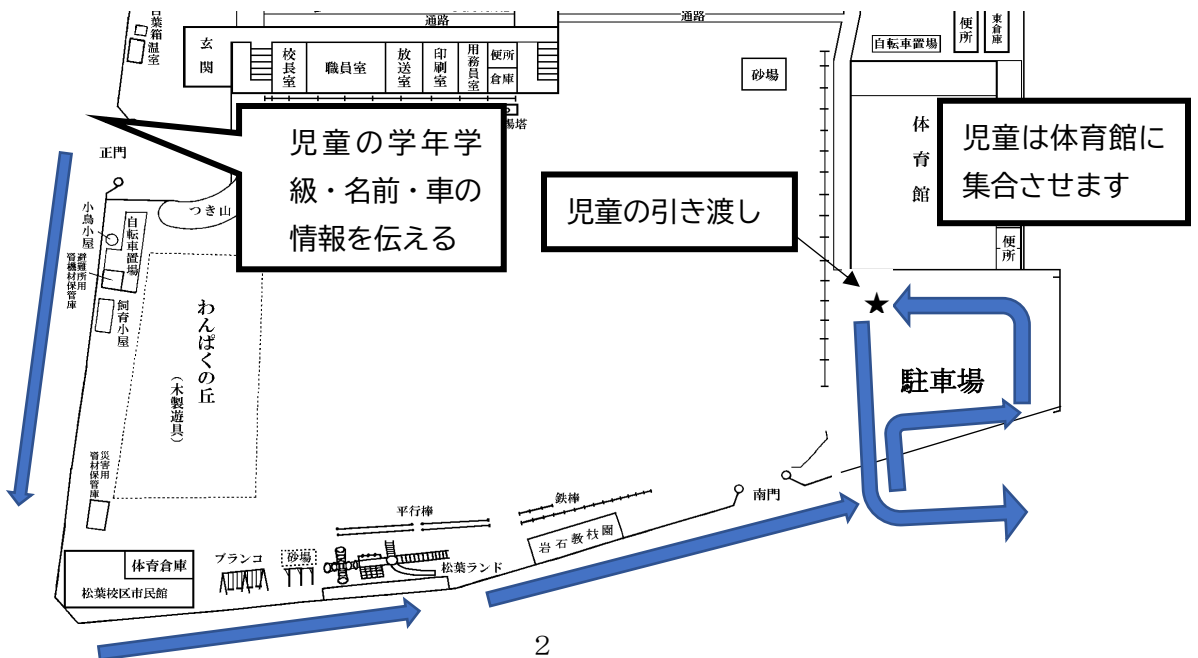 通路
通路
百葉箱
温室
玄関
校長室
職員室
放送室
印刷室
用務員室
便所
倉庫
砂場
自転車置場
便所
東倉庫
体育館
児童は体育館に
集合させます
便所
児童の学年学
級・名前・車の
情報を伝える
児童の引き渡し
正門
つき山
小鳥小屋
自転車置場
避難所用
資機材保管庫
飼育小屋
わんぱくの丘
(木製遊具)
駐車場
災害用
資材保管庫
南門
鉄棒
平行棒
岩石教材園
体育倉庫
松葉校区市民館
ブランコ
砂場
松葉ランド
2